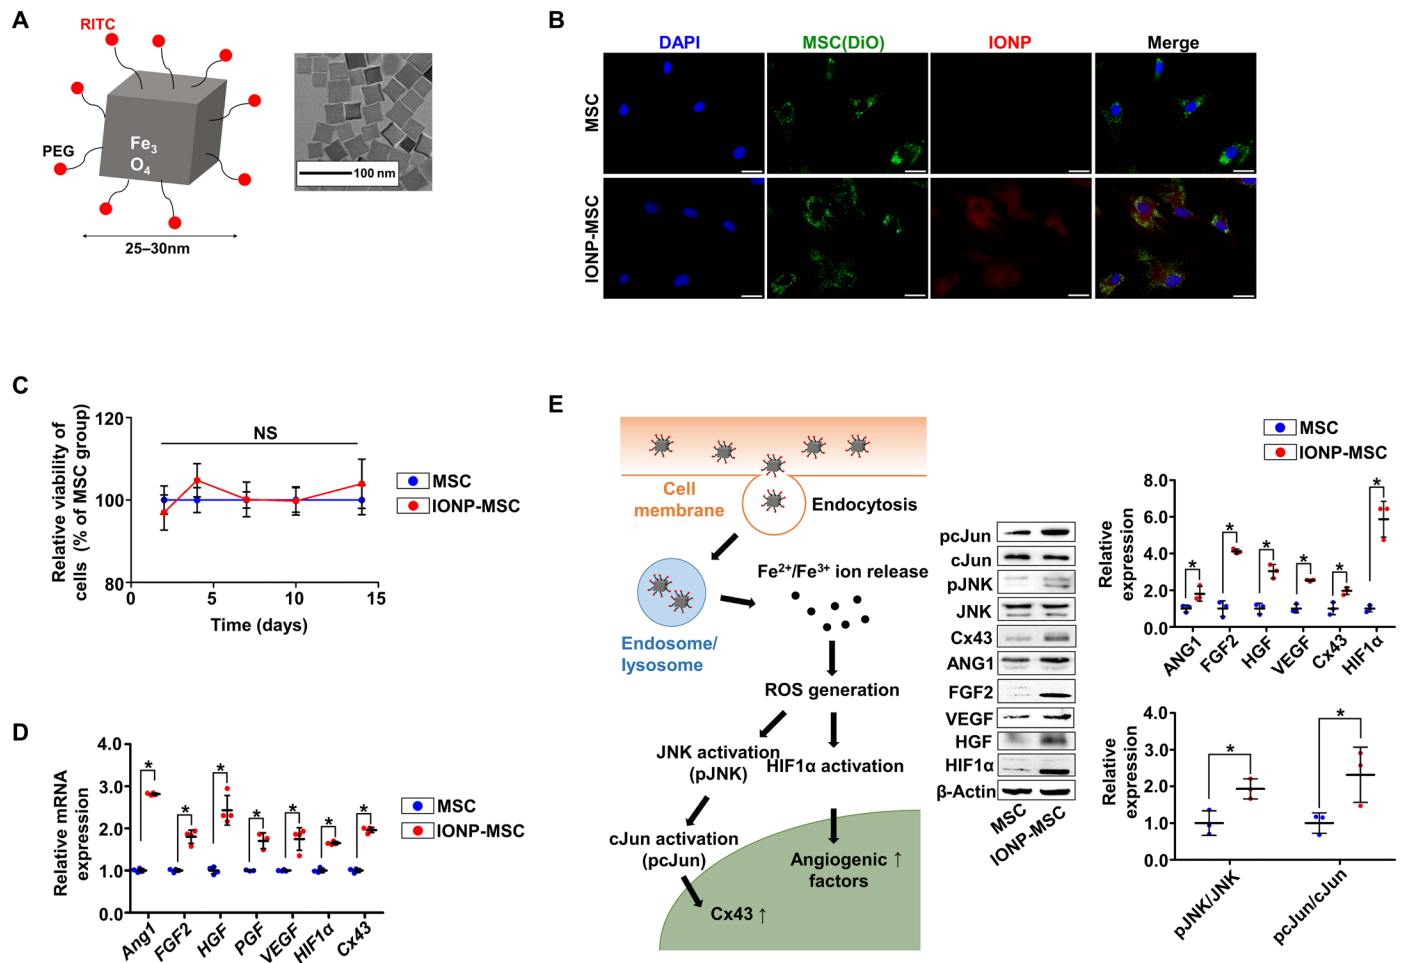 A
RITC
PEG
Fe3
O4
25–30nm
100 nm
B
DAPI
MSC(DiO)
IONP
Merge
MSC
IONP-MSC
C
Relative viability of
cells (% of MSC group)
120
100
80
NS
0
5
10
15
Time (days)
MSC
IONP-MSC
D
Relative mRNA
expression
4.0
3.0
2.0
1.0
0.0
*
*
*
*
*
*
*
Ang1
FGF2
HGF
PGF
VEGF
HIF1α
Cx43
MSC
IONP-MSC
E
Cell
membrane
Endocytosis
Endosome/
lysosome
Fe2+/Fe3+ ion release
ROS generation
JNK activation
(pJNK)
HIF1α activation
cJun activation
(pcJun)
Cx43 ↑
Angiogenic ↑
factors
pcJun
cJun
pJNK
JNK
Cx43
ANG1
FGF2
VEGF
HGF
HIF1α
β-Actin
MSC
IONP-MSC
MSC
IONP-MSC
Relative
expression
8.0
6.0
4.0
2.0
0.0
*
*
*
*
*
*
ANG1
FGF2
HGF
VEGF
Cx43
HIF1α
Relative
expression
4.0
3.0
2.0
1.0
0.0
*
*
pJNK/JNK
pcJun/cJun